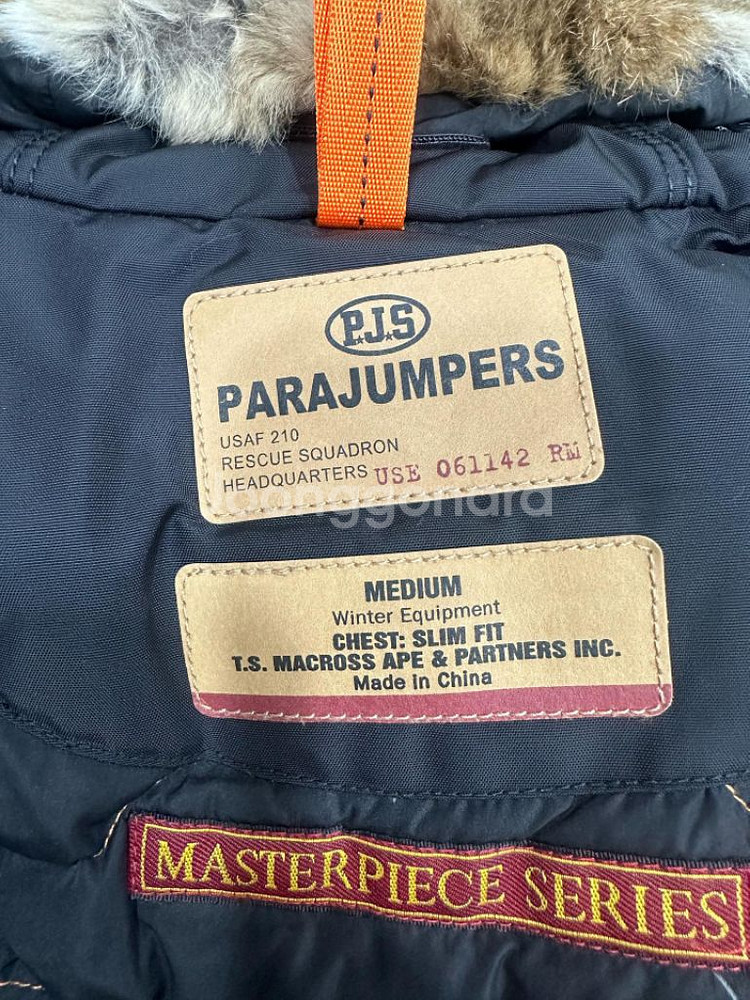 P.J.S
PARAJUMPERS
USAF 210
RESCUE SQUADRON
HEADQUARTERS USE 061142 RM
joonggonara
MEDIUM
Winter Equipment
CHEST: SLIM FIT
T.S. MACROSS APE & PARTNERS INC.
Made in China
MASTERPIECE SERIES